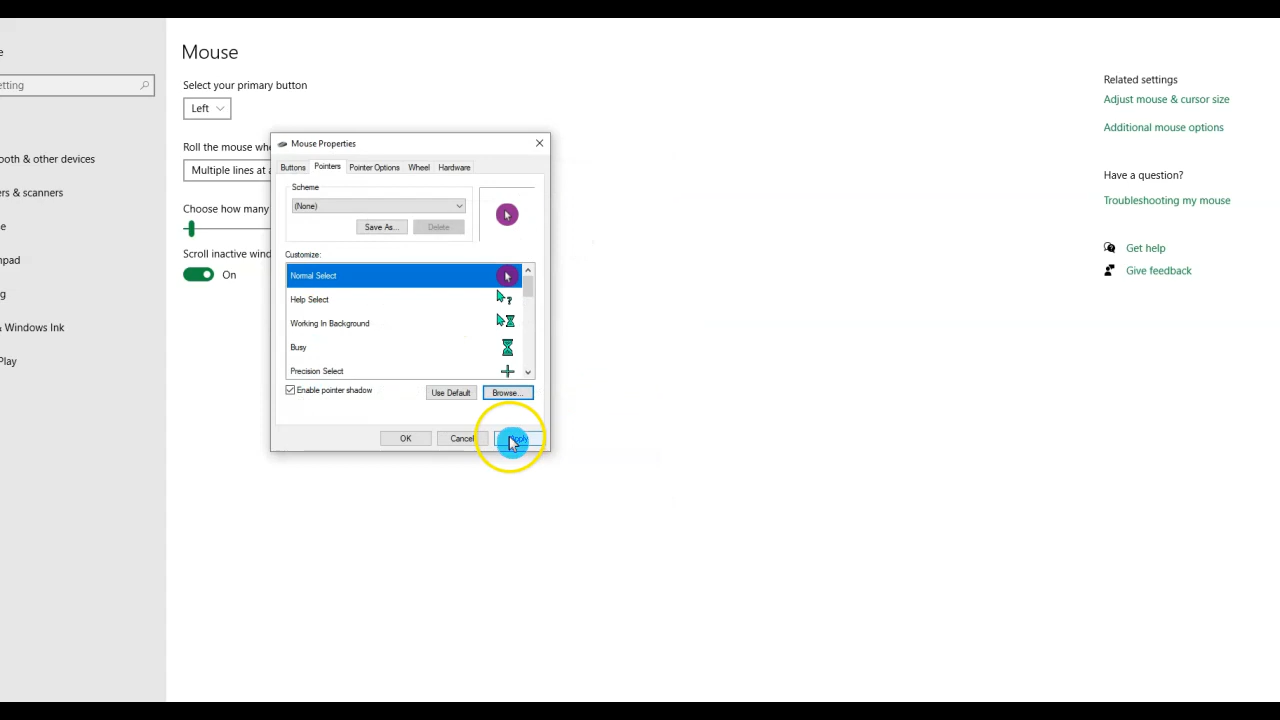 e
Mouse
etting
Select your primary button
Left
ooth & other devices
Roll the mouse whe
ers & scanners
Multiple lines at a
e
Choose how many
npad
Scroll inactive wind
On
g
& Windows Ink
Play
Mouse Properties
Buttons
Pointers
Pointer Options
Wheel
Hardware
Scheme
(None)
Save As...
Delete
Customize:
Normal Select
Help Select
Working In Background
Busy
Precision Select
Enable pointer shadow
Use Default
Browse...
OK
Cancel
Related settings
Adjust mouse & cursor size
Additional mouse options
Have a question?
Troubleshooting my mouse
Get help
Give feedback